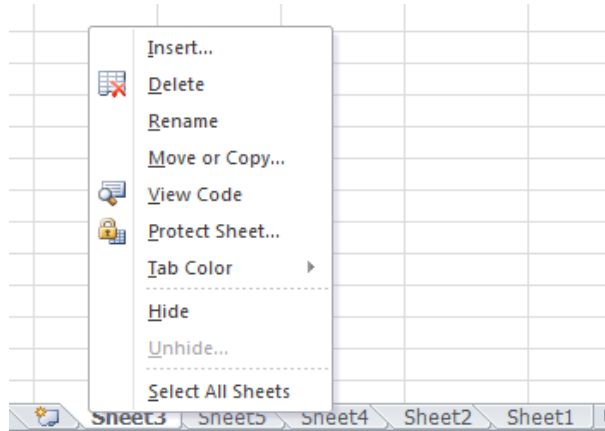 Insert...
Delete
Rename
Move or Copy...
View Code
Protect Sheet...
Tab Color
Hide
Unhide...
Select All Sheets
Sheet3 Sheet5 Sheet4 Sheet2 Sheet1